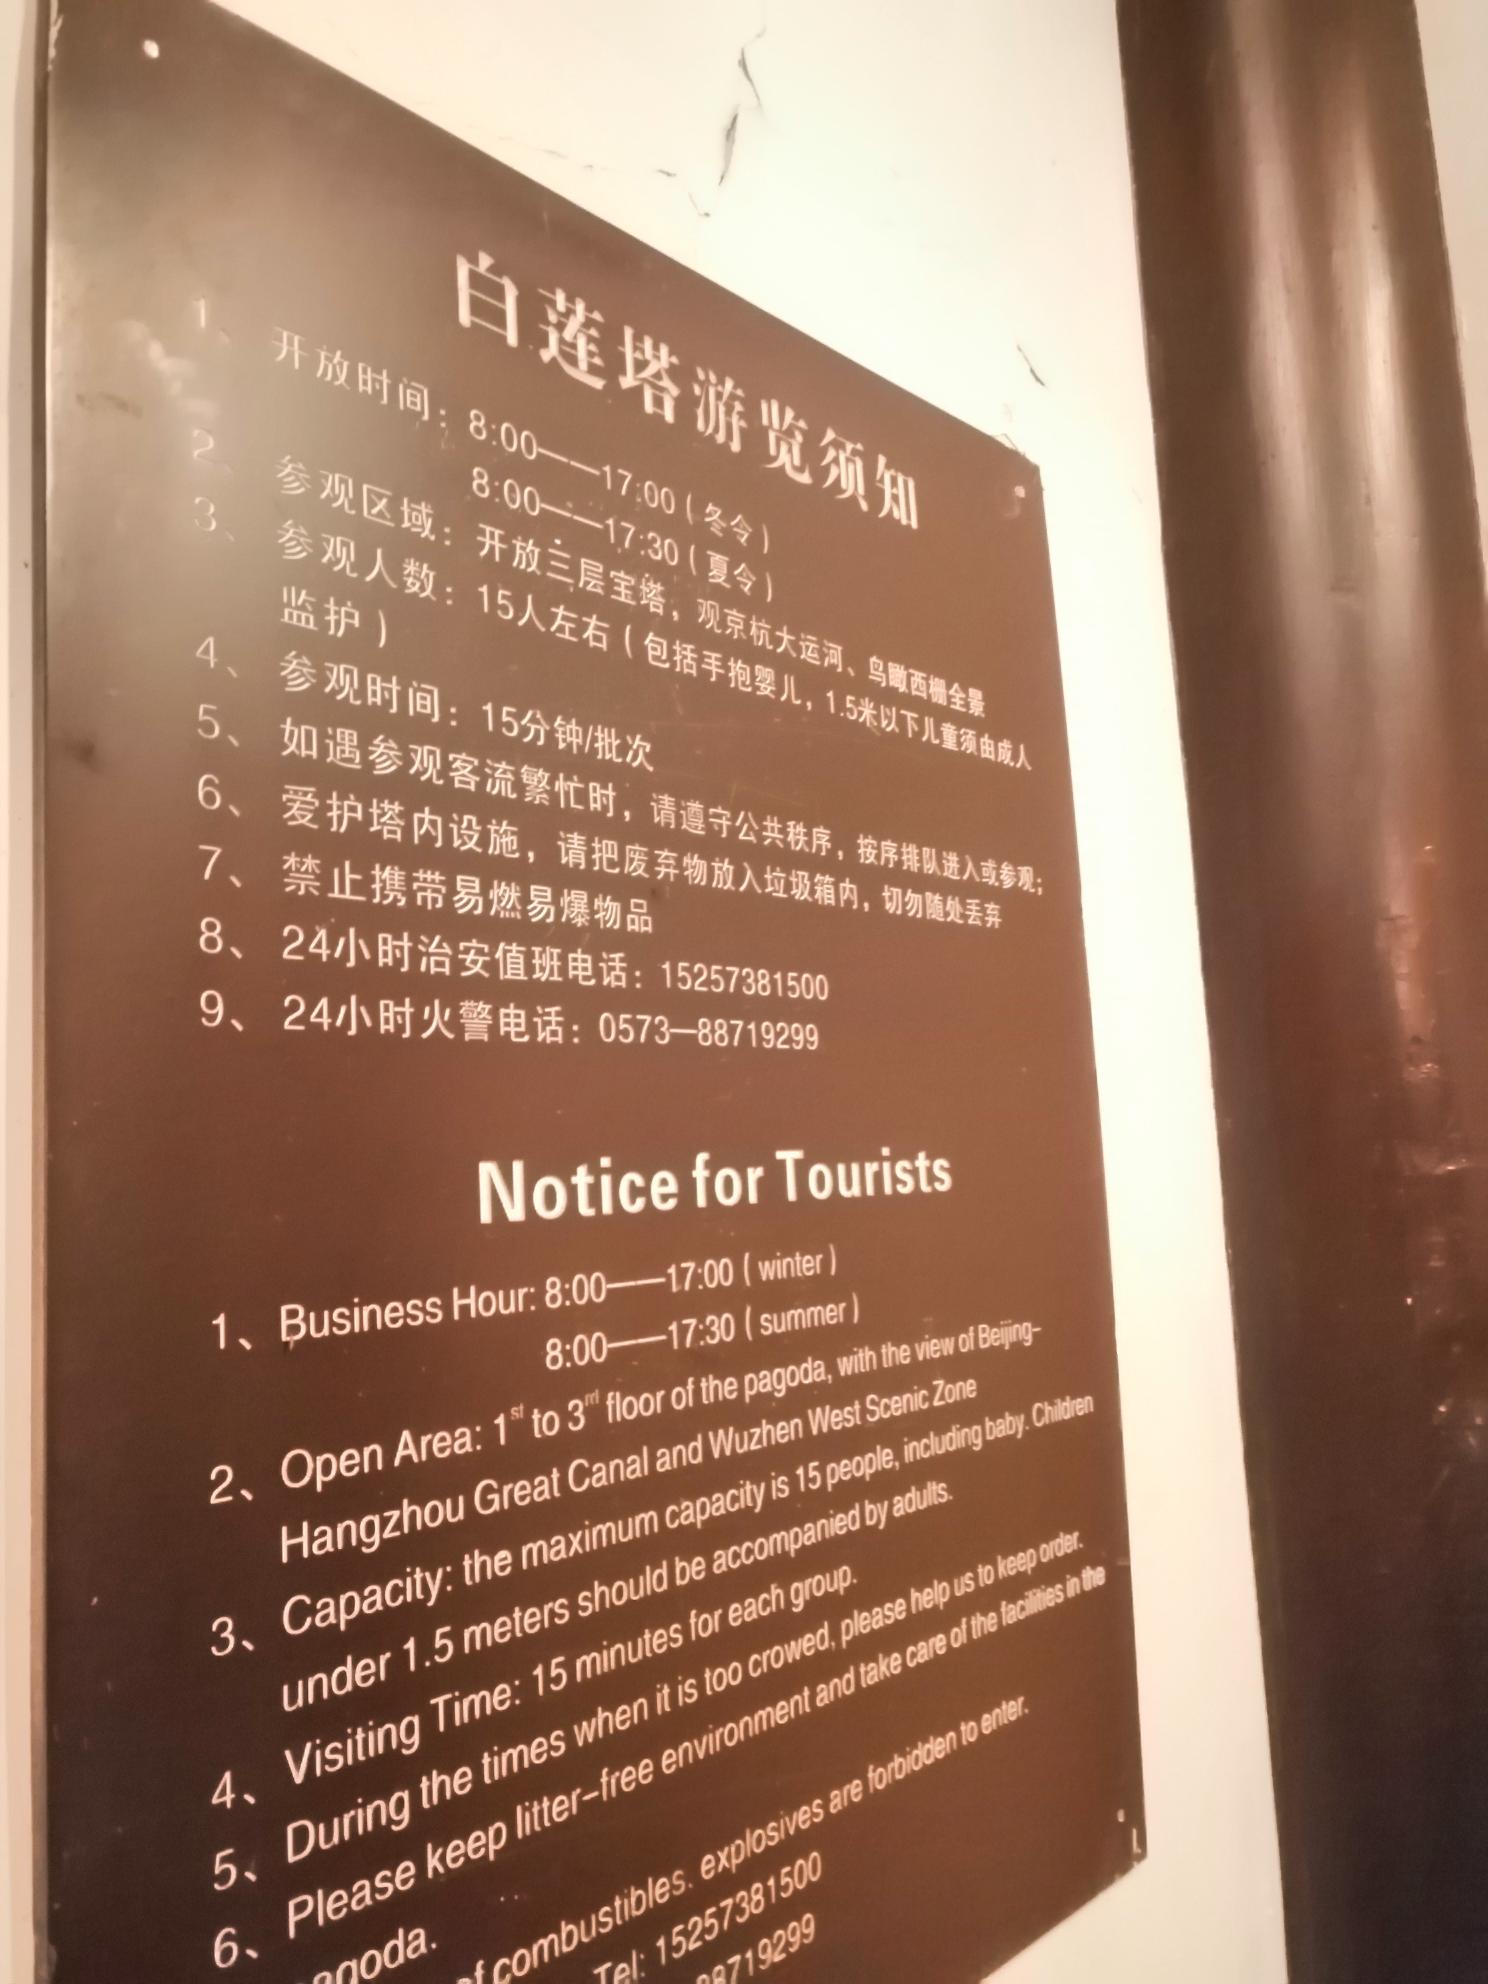 白莲塔游览须知
1、 开放时间：8:00——17:00（冬令）
8:00——17:30（夏令）
2、 参观区域：开放三层宝塔，观京杭大运河、鸟瞰西栅全景
3、 参观人数：15人左右（包括手抱婴儿，1.5米以下儿童须由成人
监护）
4、 参观时间：15分钟/批次
5、 如遇参观客流繁忙时，请遵守公共秩序，按序排队进入或参观；
6、 爱护塔内设施，请把废弃物放入垃圾箱内，切勿随处丢弃
7、 禁止携带易燃易爆物品
8、 24小时治安值班电话：15257381500
9、 24小时火警电话：0573—88719299
Notice for Tourists
1、 Business Hour: 8:00——17:00（winter）
8:00——17:30（summer）
2、 Open Area: 1st to 3rd floor of the pagoda, with the view of Beijing–
Hangzhou Great Canal and Wuzhen West Scenic Zone
3、 Capacity: the maximum capacity is 15 people, including baby. Children
under 1.5 meters should be accompanied by adults.
4、 Visiting Time: 15 minutes for each group.
5、 During the times when it is too crowed, please help us to keep order.
6、 Please keep litter–free environment and take care of the facilities in the
pagoda.
of combustibles. explosives are forbidden to enter.
Tel: 15257381500
88719299